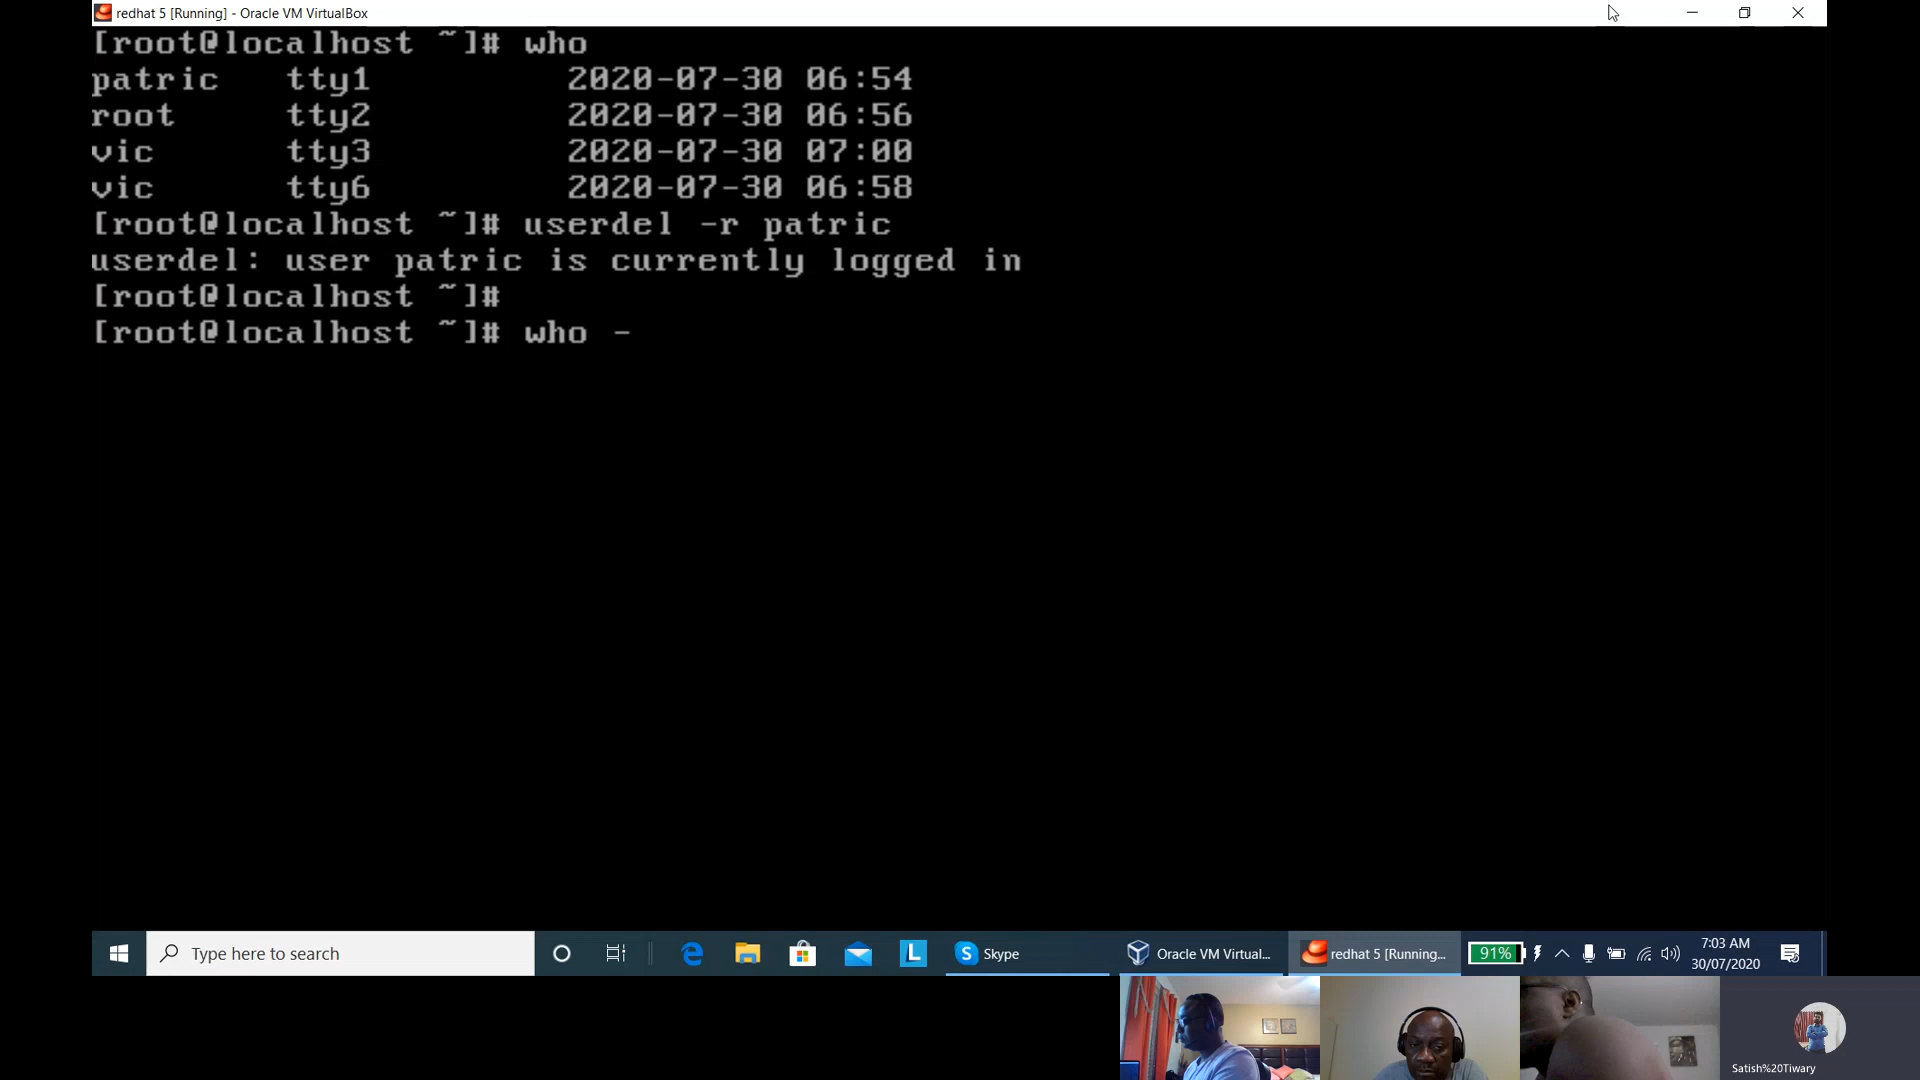 redhat 5 [Running] - Oracle VM VirtualBox
[root@localhost ~]# who
patric tty1 2020-07-30 06:54
root tty2 2020-07-30 06:56
vic tty3 2020-07-30 07:00
vic tty6 2020-07-30 06:58
[root@localhost ~]# userdel -r patric
userdel: user patric is currently logged in
[root@localhost ~]#
[root@localhost ~]# who -
Type here to search
L
Skype
Oracle VM Virtual...
redhat 5 [Running...
91%
7:03 AM
30/07/2020
Satish%20Tiwary